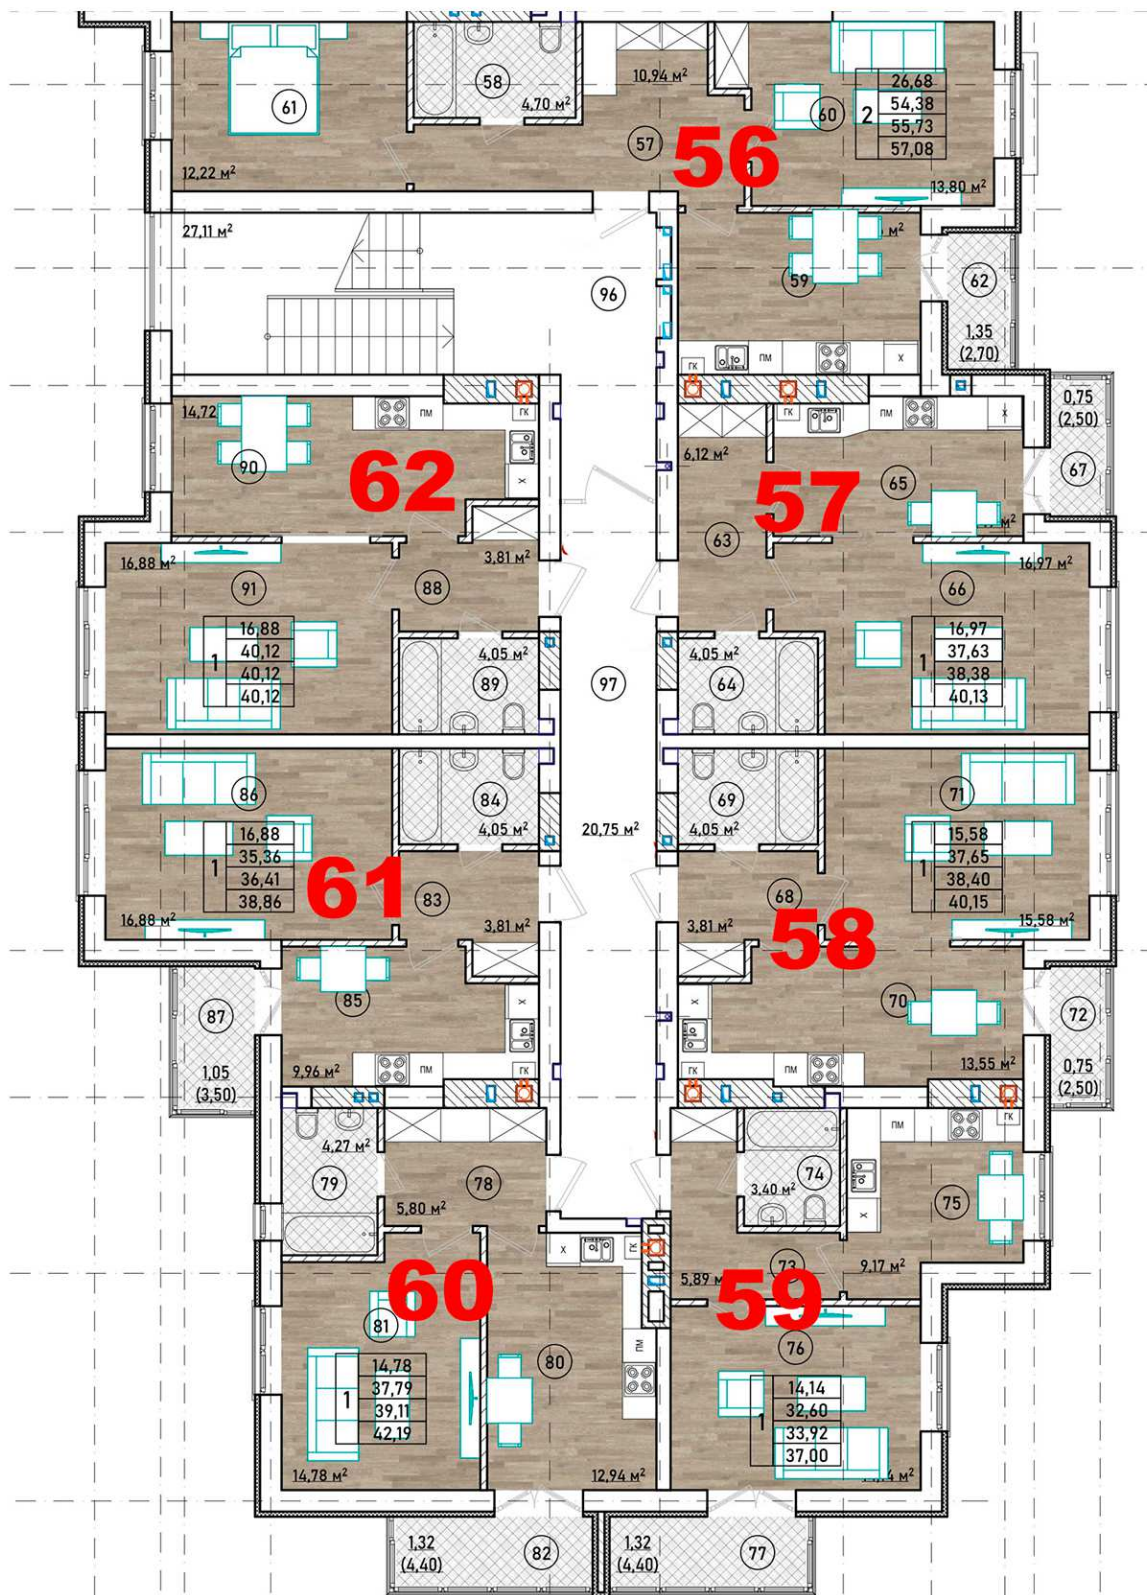 58
4,70 м²
10,94 м²
61
12,22 м²
57
56
60
2
26,68
54,38
55,73
57,08
13,80 м²
27,11 м²
96
59
62
1,35
(2,70)
ГК
ПМ
Х
14,72
ПМ
ГК
Х
90
62
3,81 м²
88
6,12 м²
ГК
ПМ
Х
65
57
63
0,75
(2,50)
67
16,88 м²
91
1
16,88
40,12
40,12
40,12
4,05 м²
89
97
4,05 м²
64
16,97 м²
66
1
16,97
37,63
38,38
40,13
86
1
16,88
35,36
36,41
38,86
16,88 м²
84
4,05 м²
20,75 м²
69
4,05 м²
71
1
15,58
37,65
38,40
40,15
15,58 м²
61
83
3,81 м²
68
3,81 м²
58
87
1,05
(3,50)
85
9,96 м²
ПМ
ГК
Х
Х
ГК
ПМ
70
13,55 м²
72
0,75
(2,50)
4,27 м²
79
78
5,80 м²
74
3,40 м²
ПМ
ГК
Х
75
9,17 м²
73
5,89 м
60
59
Х
ГК
ПМ
81
1
14,78
37,79
39,11
42,19
14,78 м²
80
12,94 м²
76
1
14,14
32,60
33,92
37,00
1,32
(4,40)
82
1,32
(4,40)
77